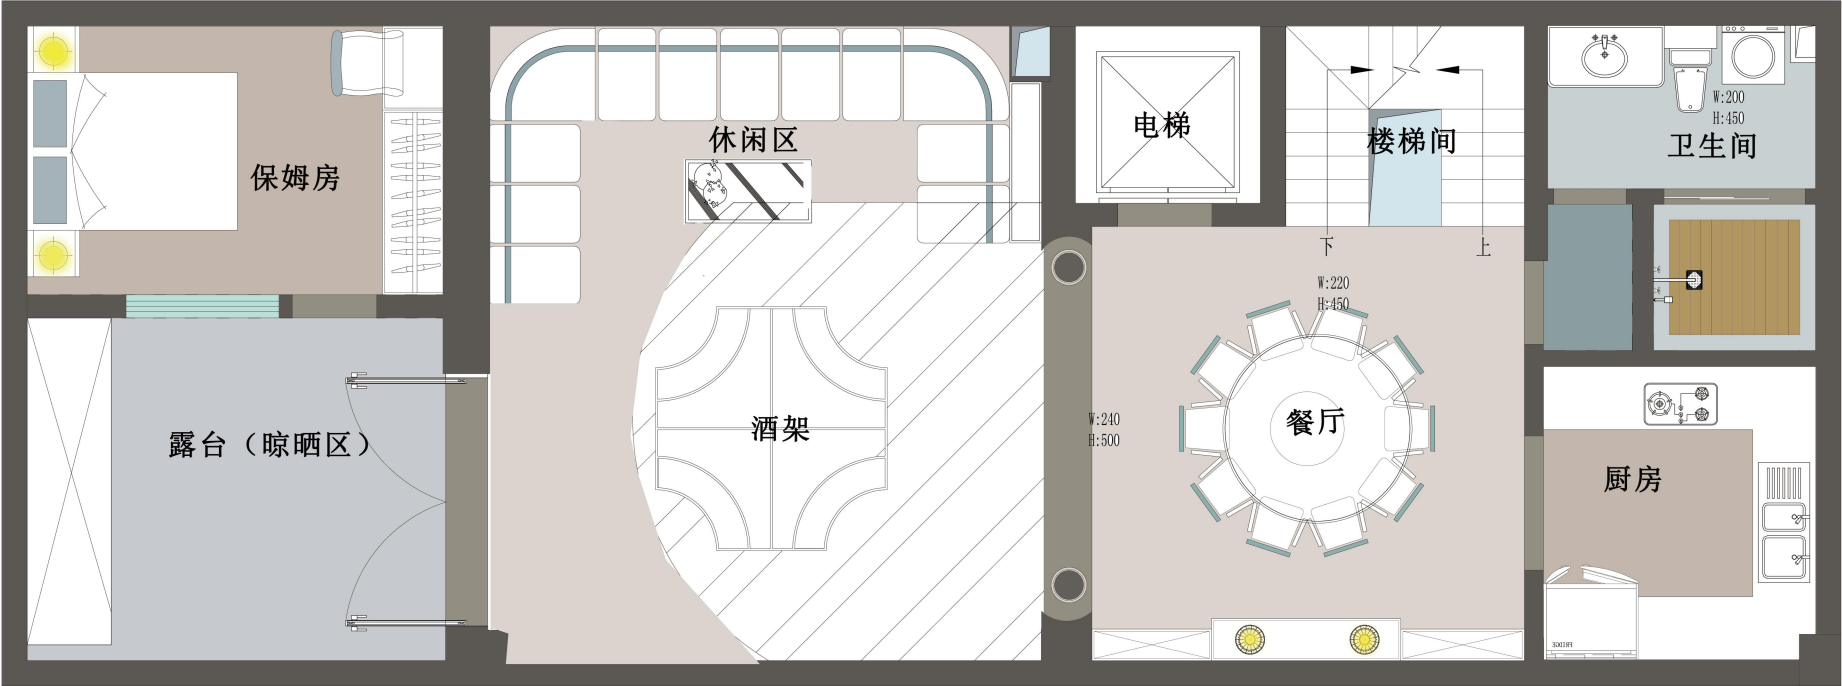 休闲区
电梯
楼梯间
W:200
H:450
卫生间
保姆房
下
上
W:220
H:450
露台（晾晒区）
酒架
W:240
H:500
餐厅
厨房
FRIDGE